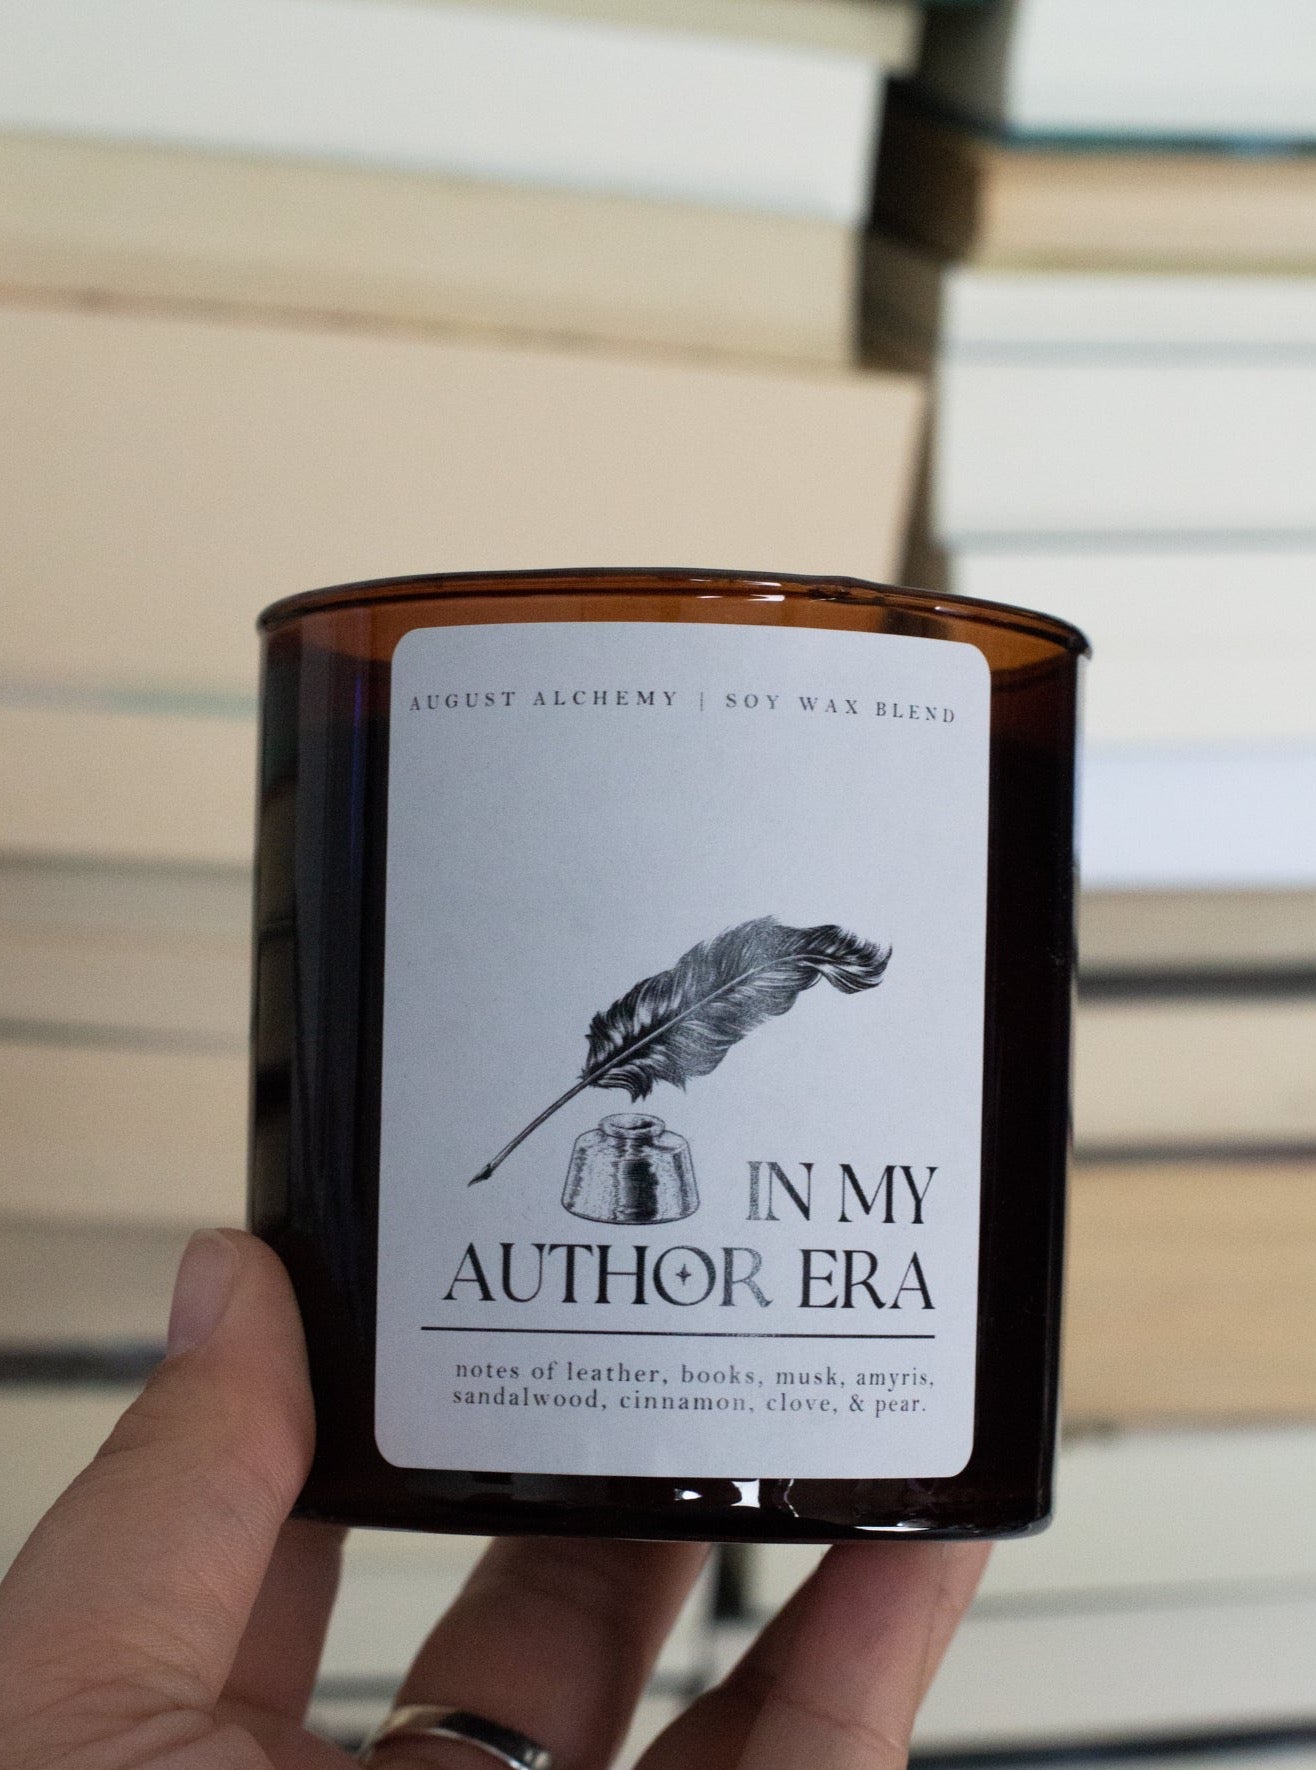 AUGUST ALCHEMY | SOY WAX BLEND
IN MY
AUTHOR ERA
notes of leather, books, musk, amyris,
sandalwood, cinnamon, clove, & pear.